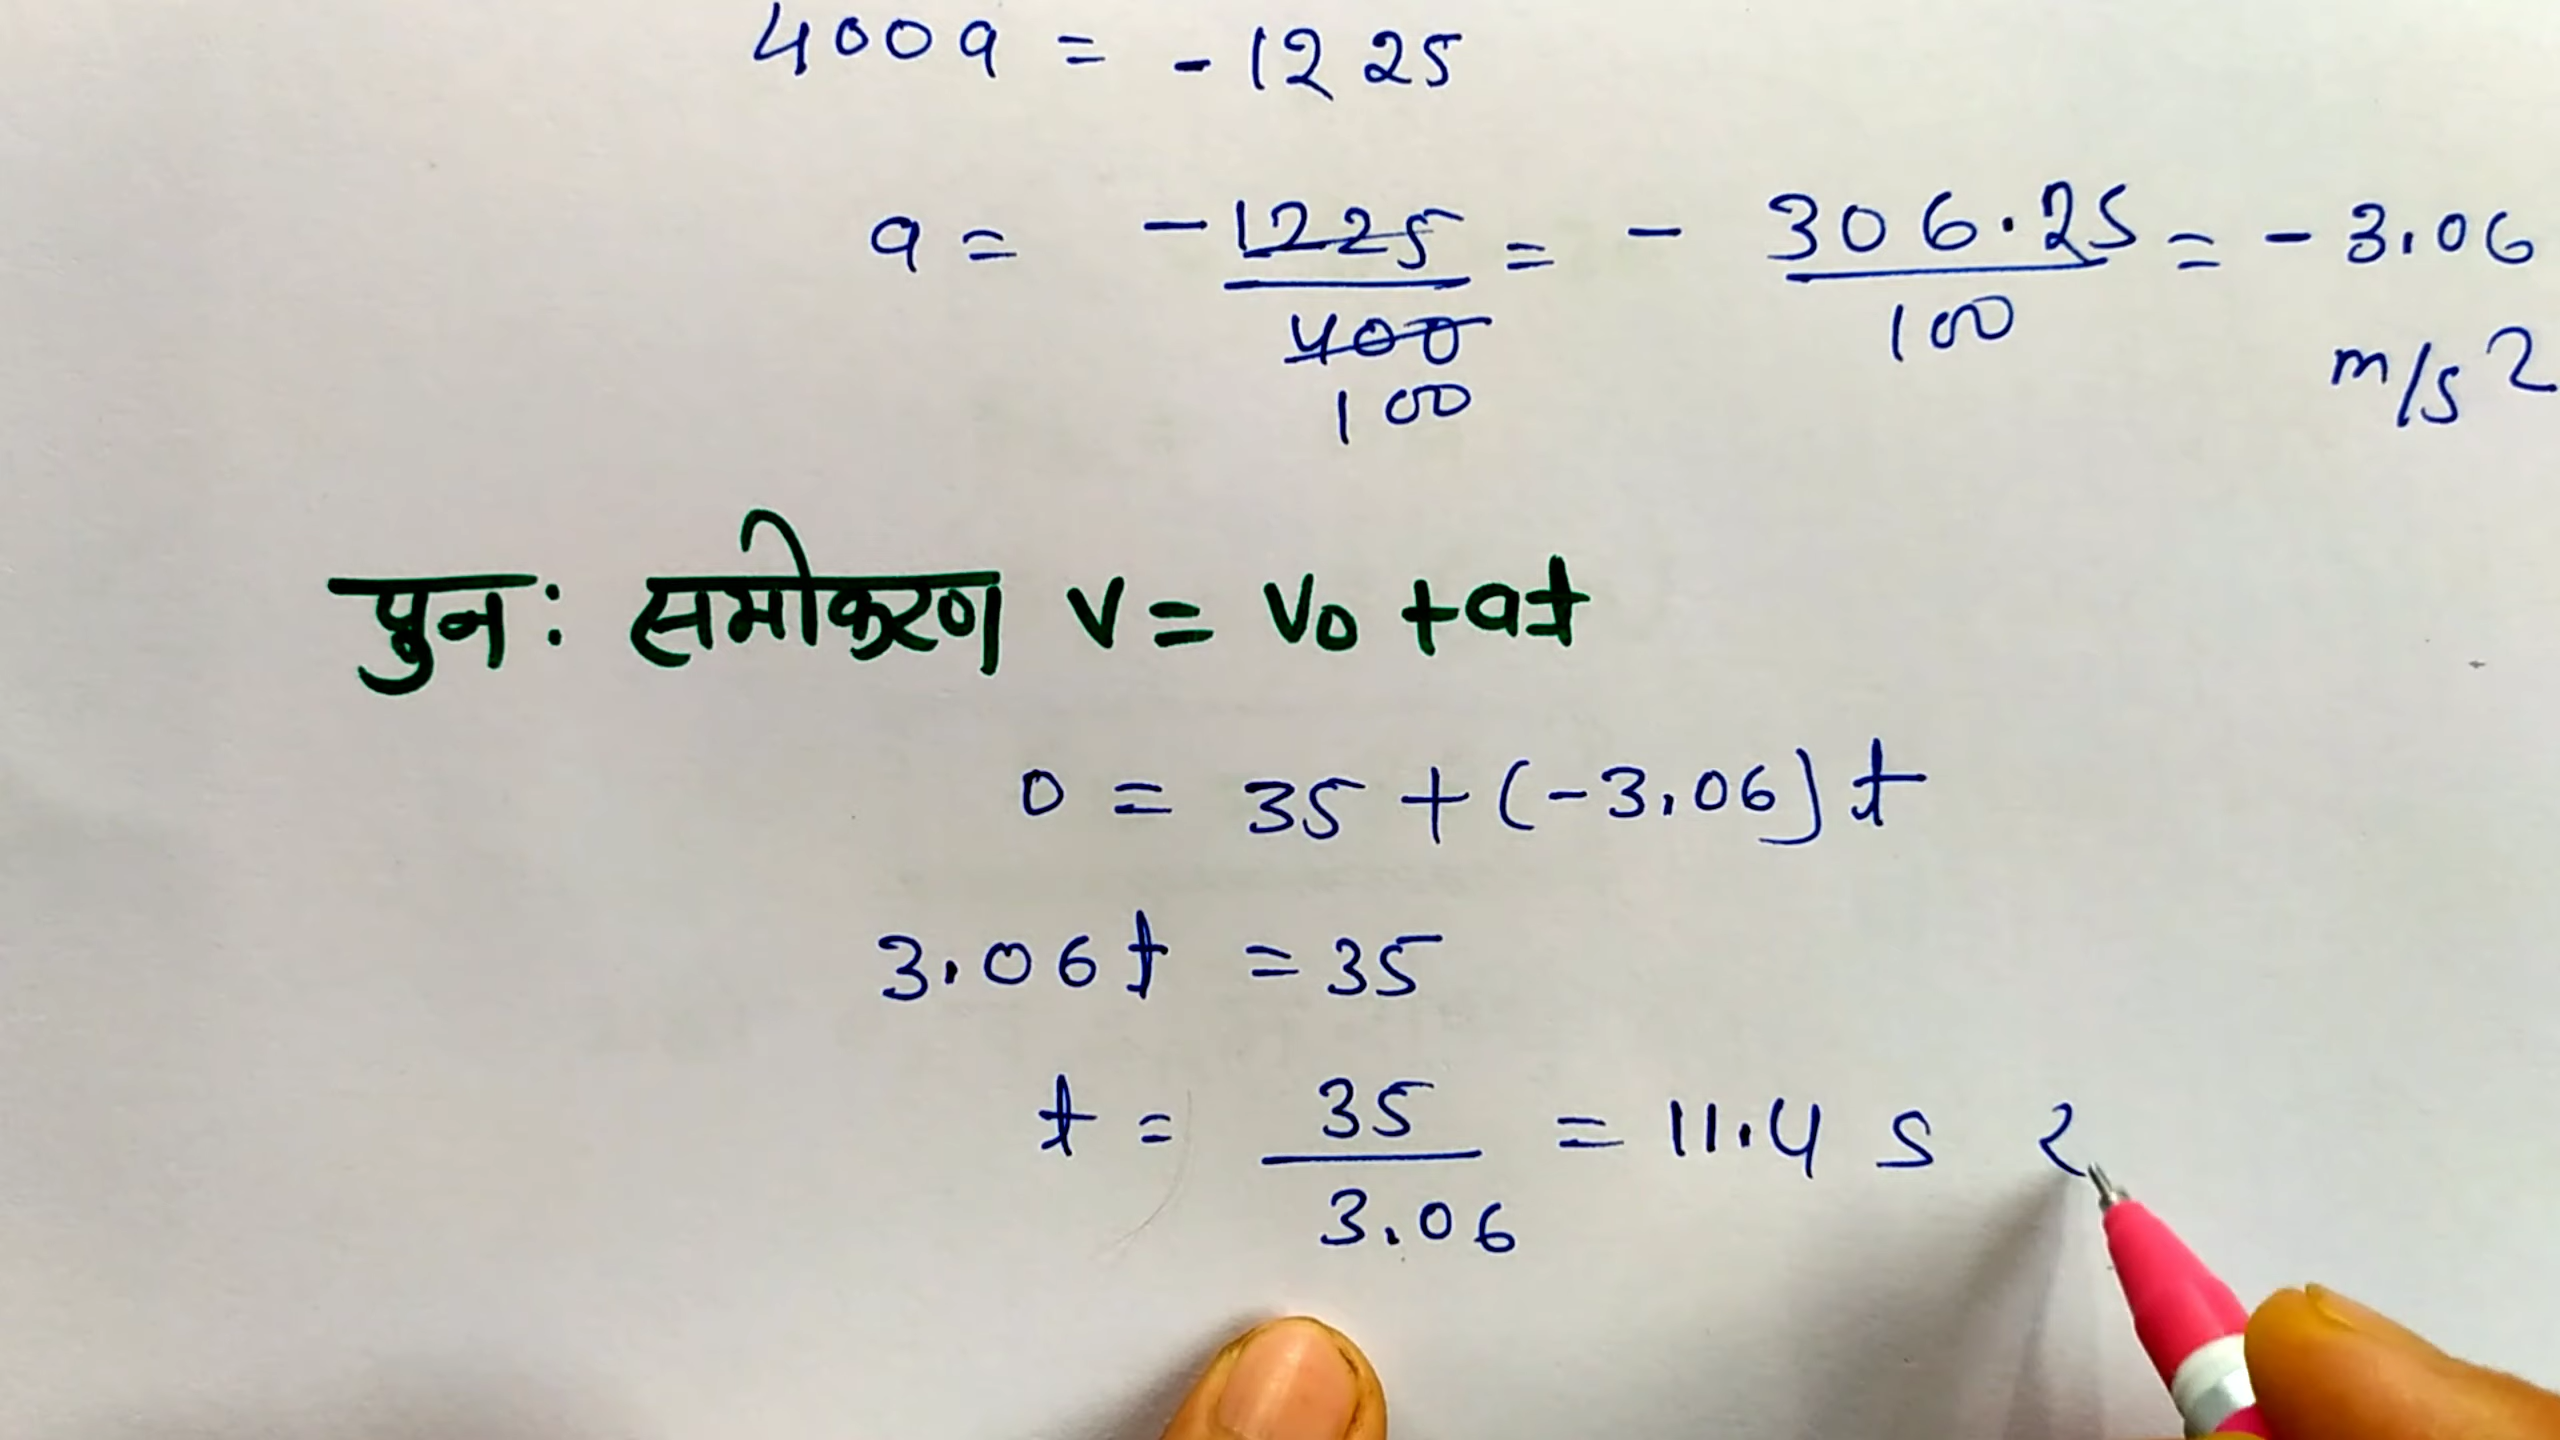 400a = -1225
a = -1225/400 100 = - 306.25/100 = - 3.06
m/s2
पुनः समीकरण v = v0 + at
0 = 35 + (-3.06) t
3.06 t = 35
t = 35/3.06 = 11.4 s